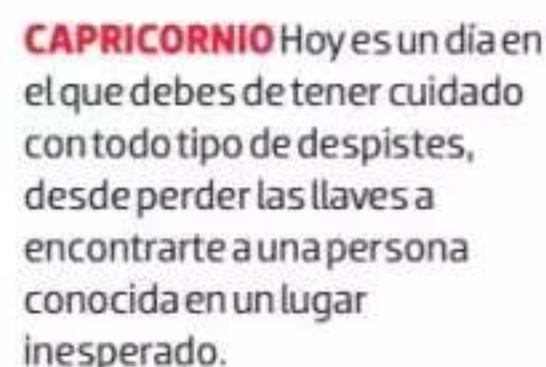 CAPRICORNIO Hoy es un día en
el que debes de tener cuidado
con todo tipo de despistes,
desde perder las llaves a
encontrarte a una persona
conocida en un lugar
inesperado.